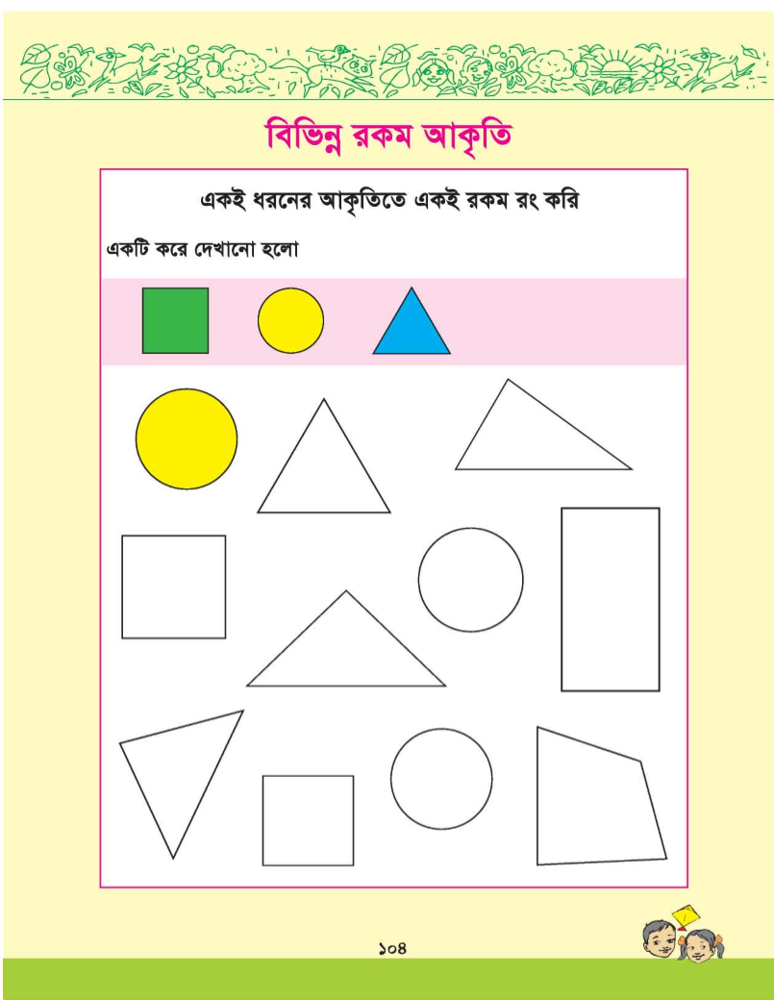 বিভিন্ন রকম আকৃতি
একই ধরনের আকৃতিতে একই রকম রং করি
একটি করে দেখানো হলো
১০৪